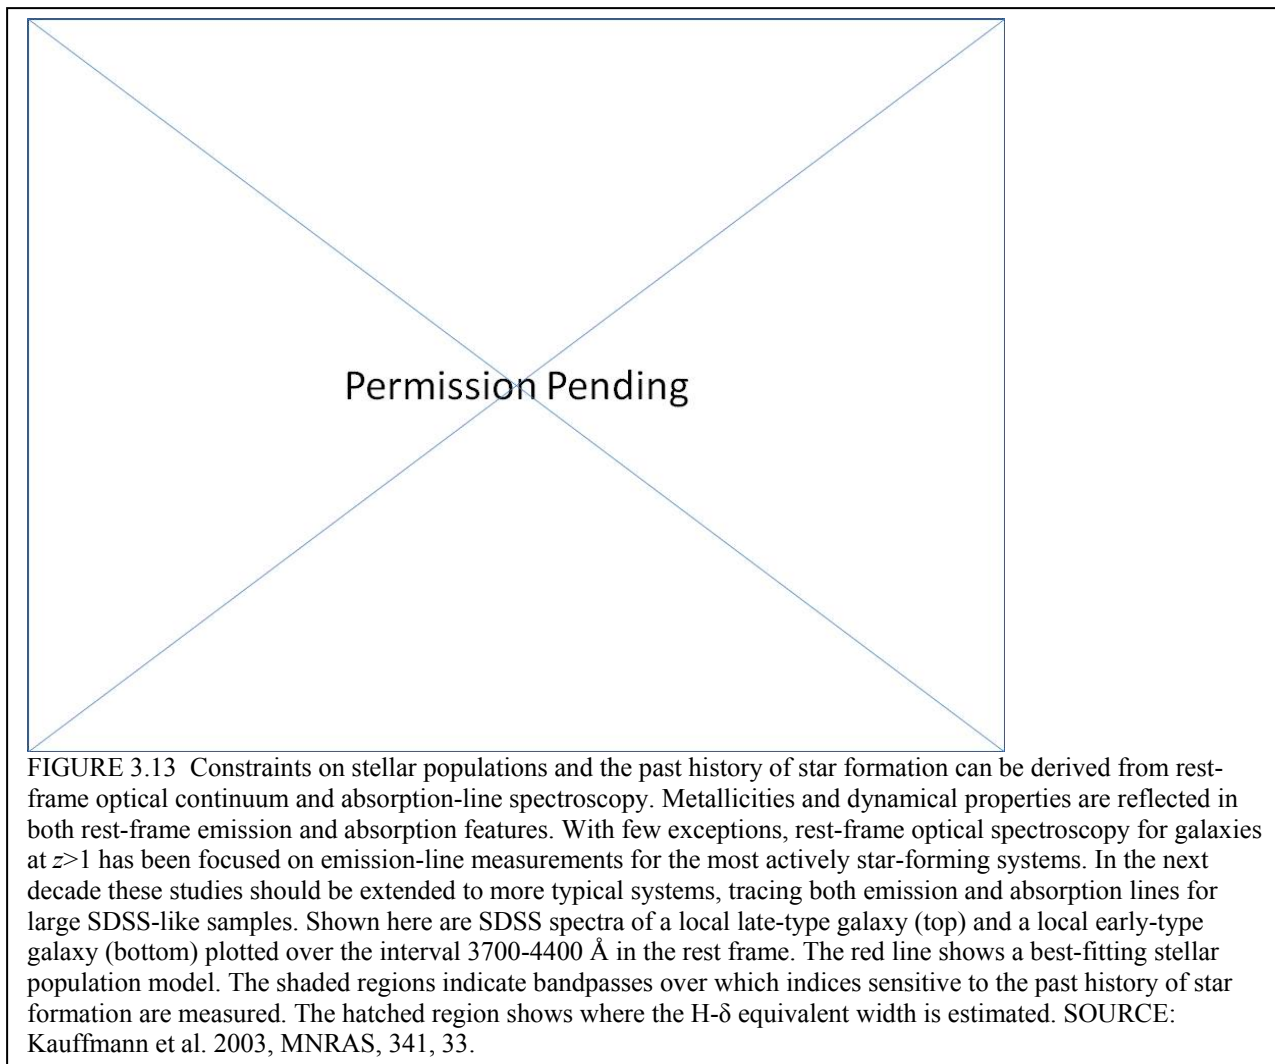 Permission Pending
FIGURE 3.13 Constraints on stellar populations and the past history of star formation can be derived from rest-
frame optical continuum and absorption-line spectroscopy. Metallicities and dynamical properties are reflected in
both rest-frame emission and absorption features. With few exceptions, rest-frame optical spectroscopy for galaxies
at z>1 has been focused on emission-line measurements for the most actively star-forming systems. In the next
decade these studies should be extended to more typical systems, tracing both emission and absorption lines for
large SDSS-like samples. Shown here are SDSS spectra of a local late-type galaxy (top) and a local early-type
galaxy (bottom) plotted over the interval 3700-4400 Å in the rest frame. The red line shows a best-fitting stellar
population model. The shaded regions indicate bandpasses over which indices sensitive to the past history of star
formation are measured. The hatched region shows where the H-δ equivalent width is estimated. SOURCE:
Kauffmann et al. 2003, MNRAS, 341, 33.